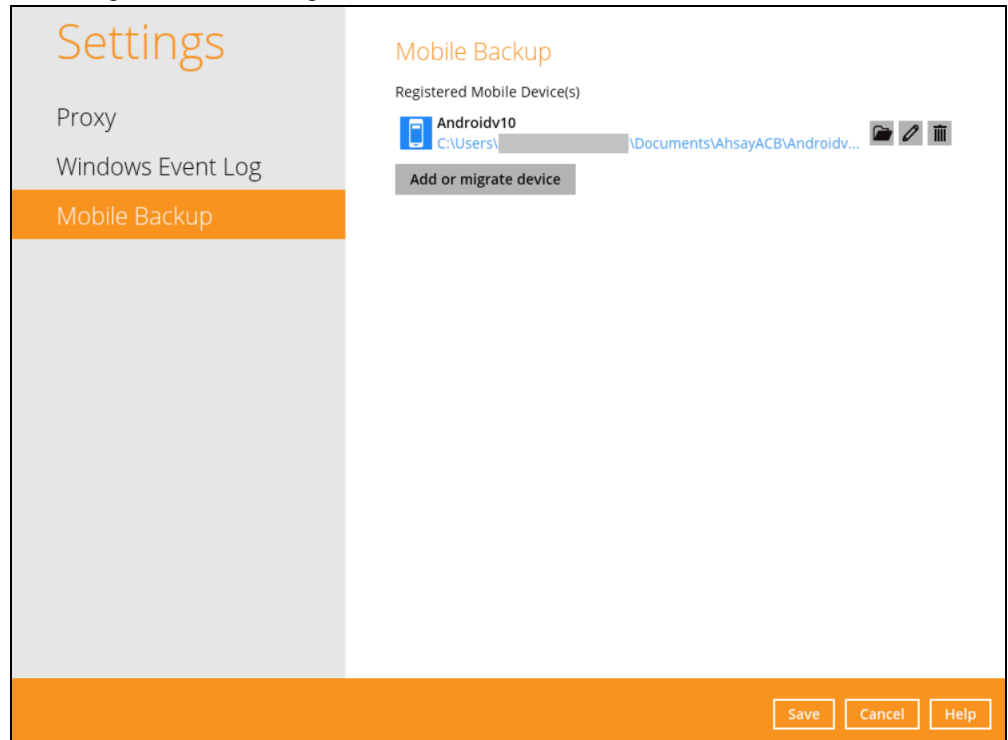 Settings
Proxy
Windows Event Log
Mobile Backup
Mobile Backup
Registered Mobile Device(s)
Androidv10
C:\Users\ \Documents\AhsayACB\Androidv...
Add or migrate device
Save Cancel Help